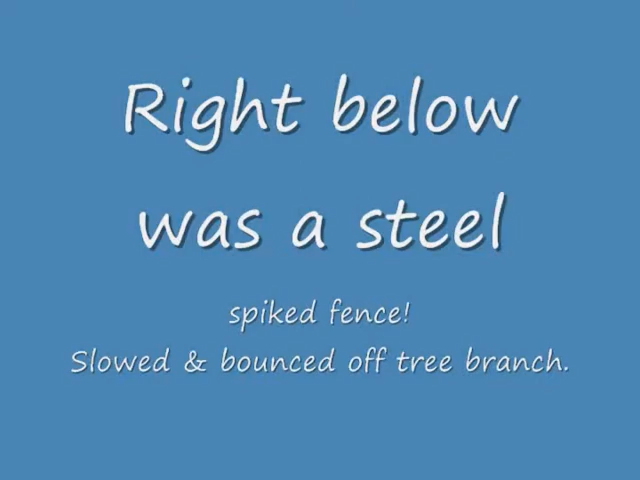 Right below
was a steel
spiked fence!
Slowed & bounced off tree branch.